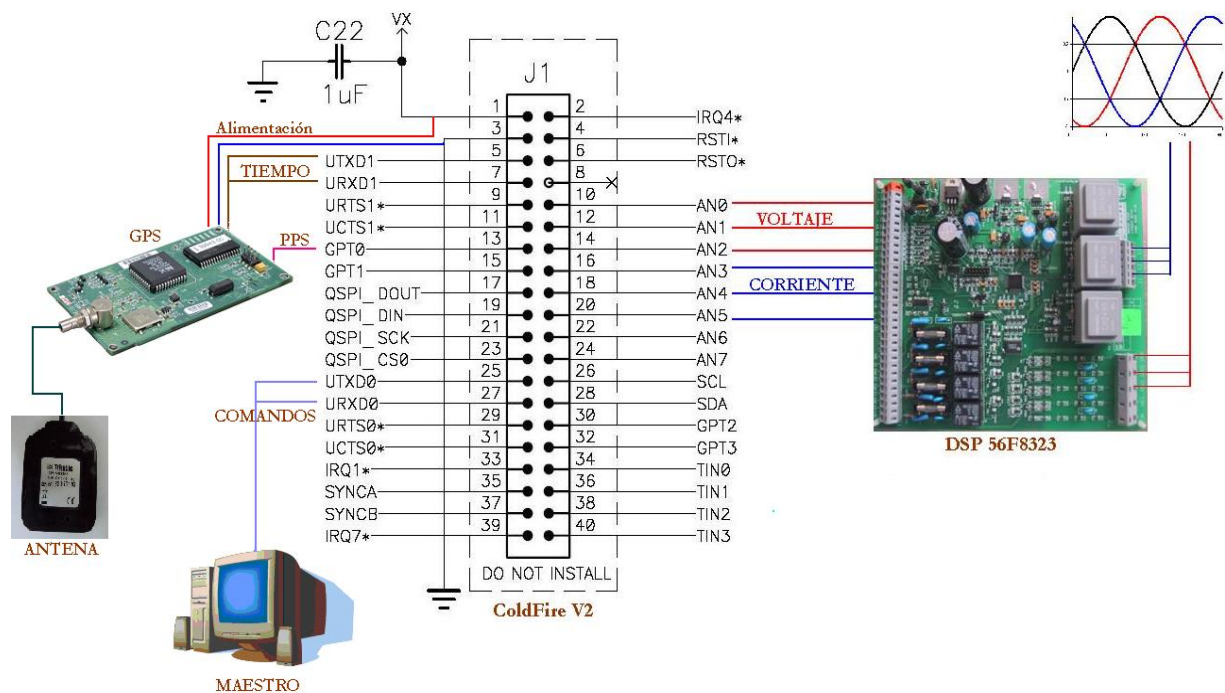 VX
C22
1uF
J1
Alimentación
TIEMPO
GPS
PPS
1 2 IRQ4*
3 4 RSTI*
UTXD1 5 6 RSTO*
URXD1 7 8
URTS1* 9 10 AN0
UCTS1* 11 12 AN1
GPT0 13 14 AN2
GPT1 15 16 AN3
QSPI_DOUT 17 18 AN4
QSPI_DIN 19 20 AN5
QSPI_SCK 21 22 AN6
QSPI_CS0 23 24 AN7
UTXD0 25 26 SCL
URXD0 27 28 SDA
URTS0* 29 30 GPT2
UCTS0* 31 32 GPT3
IRQ1* 33 34 TIN0
SYNCA 35 36 TIN1
SYNCB 37 38 TIN2
IRQ7* 39 40 TIN3
VOLTAJE
CORRIENTE
COMANDOS
DSP 56F8323
ANTENA
DO NOT INSTALL
ColdFire V2
MAESTRO